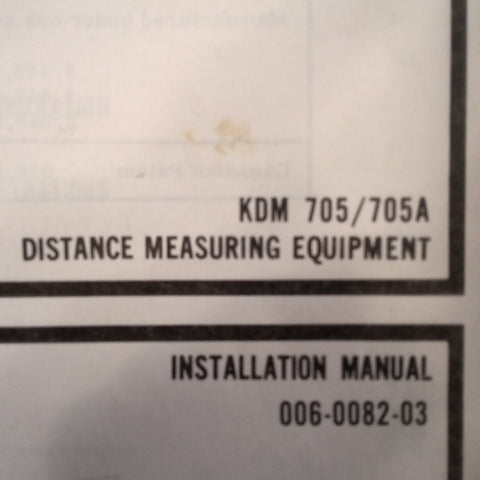 KDM 705/705A
DISTANCE MEASURING EQUIPMENT
INSTALLATION MANUAL
006-0082-03